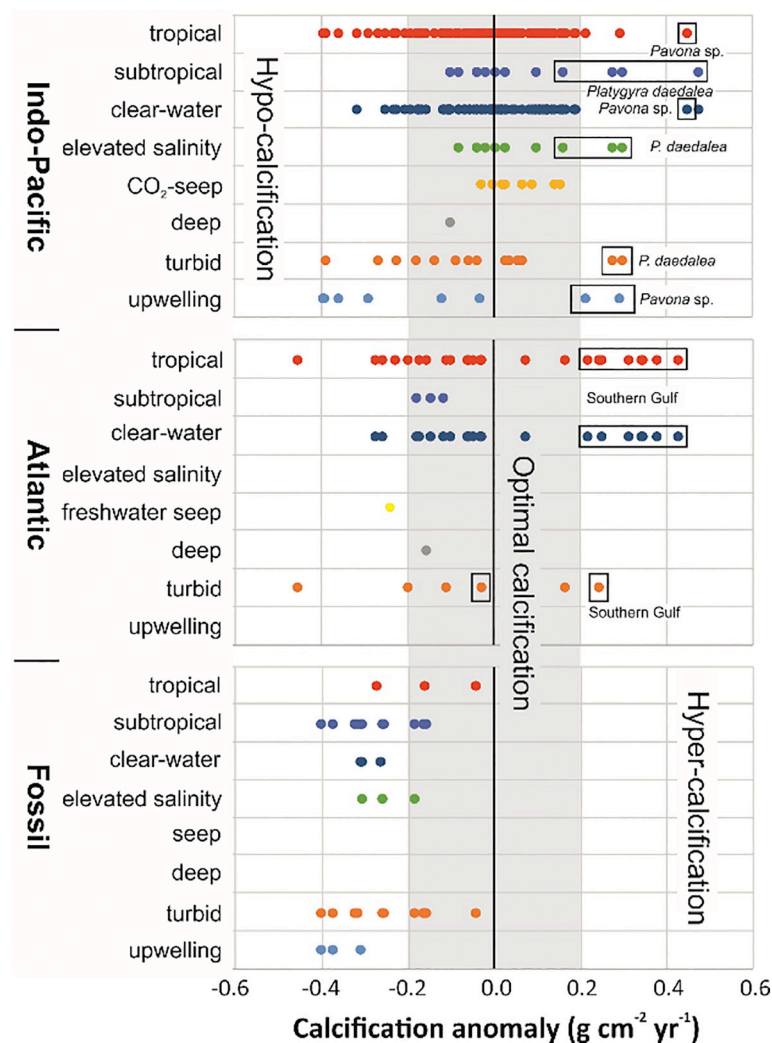 Indo-Pacific
tropical
Pavona sp.
subtropical
Platygyra daedalea
clear-water
Pavona sp.
elevated salinity
P. daedalea
CO₂-seep
deep
turbid
P. daedalea
upwelling
Pavona sp.
Hypo-calcification
Atlantic
tropical
subtropical
Southern Gulf
clear-water
elevated salinity
freshwater seep
deep
turbid
Southern Gulf
upwelling
Optimal calcification
Fossil
tropical
subtropical
clear-water
elevated salinity
seep
deep
turbid
upwelling
Hyper-calcification
-0.6 -0.4 -0.2 0.0 0.2 0.4 0.6
Calcification anomaly (g cm⁻² yr⁻¹)